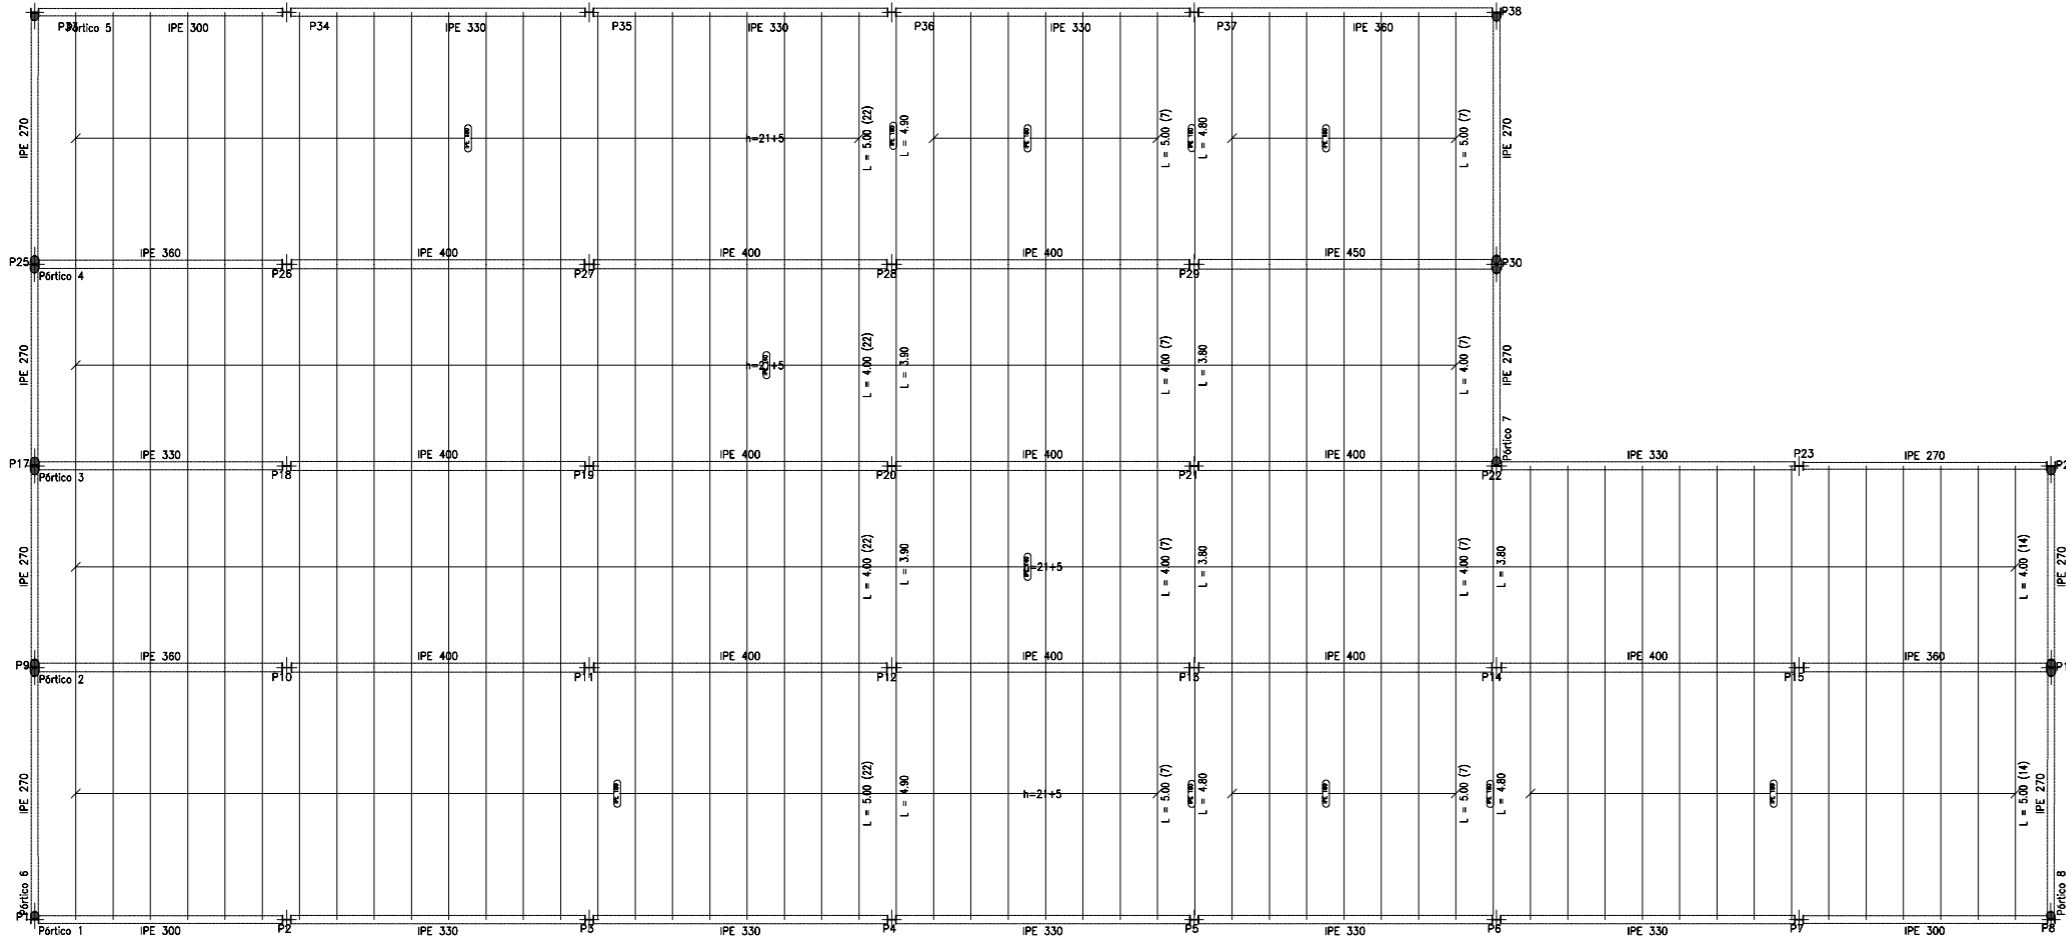 P38
Pórtico 5
IPE 300
P34
IPE 330
P35
IPE 330
P36
IPE 330
P37
IPE 360
IPE 270
h=21+5
L = 5.00 (22)
L = 4.90
L = 5.00 (7)
L = 4.80
L = 5.00 (7)
IPE 270
P25
IPE 360
IPE 400
IPE 400
IPE 400
IPE 450
P30
Pórtico 4
P26
P27
P28
P29
IPE 270
L = 4.00 (22)
L = 3.90
L = 4.00 (7)
L = 3.80
L = 4.00 (7)
IPE 270
Pórtico 7
P17
IPE 330
IPE 400
IPE 400
IPE 400
IPE 400
IPE 330
P23
IPE 270
Pórtico 3
P18
P19
P20
P21
P22
IPE 270
L = 4.00 (22)
L = 3.90
L = 4.00 (7)
L = 3.80
L = 4.00 (7)
L = 3.80
L = 4.00 (14)
IPE 270
P9
IPE 360
IPE 400
IPE 400
IPE 400
IPE 400
IPE 400
IPE 360
Pórtico 2
P10
P11
P12
P13
P14
P15
IPE 270
L = 5.00 (22)
L = 4.90
h=21+5
L = 5.00 (7)
L = 4.80
L = 5.00 (7)
L = 4.80
L = 5.00 (14)
IPE 270
Pórtico 6
Pórtico 8
P1
Pórtico 1
IPE 300
P2
IPE 330
P3
IPE 330
P4
IPE 330
P5
IPE 330
P6
IPE 330
P7
IPE 300
P8